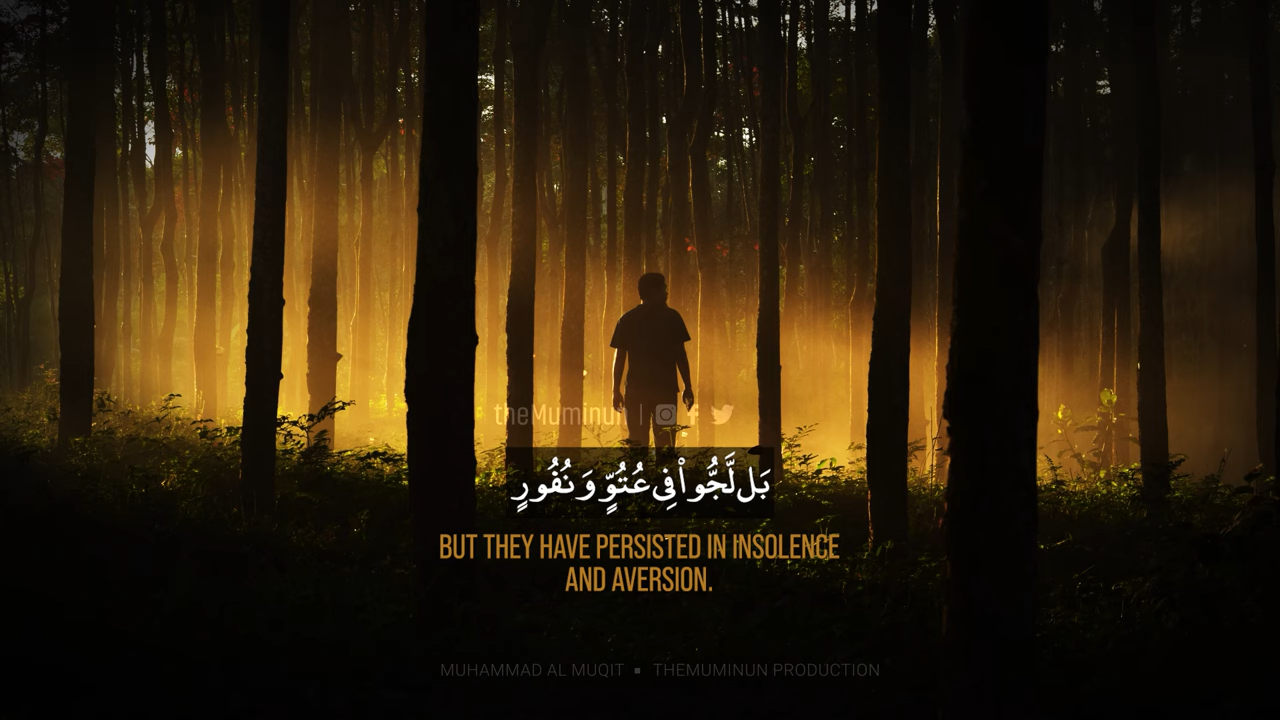 theMuminun |
بَل لَّجُّوا۟ فِى عُتُوٍّ وَنُفُورٍ
BUT THEY HAVE PERSISTED IN INSOLENCE
AND AVERSION.
MUHAMMAD AL MUQIT ▪ THEMUMINUN PRODUCTION